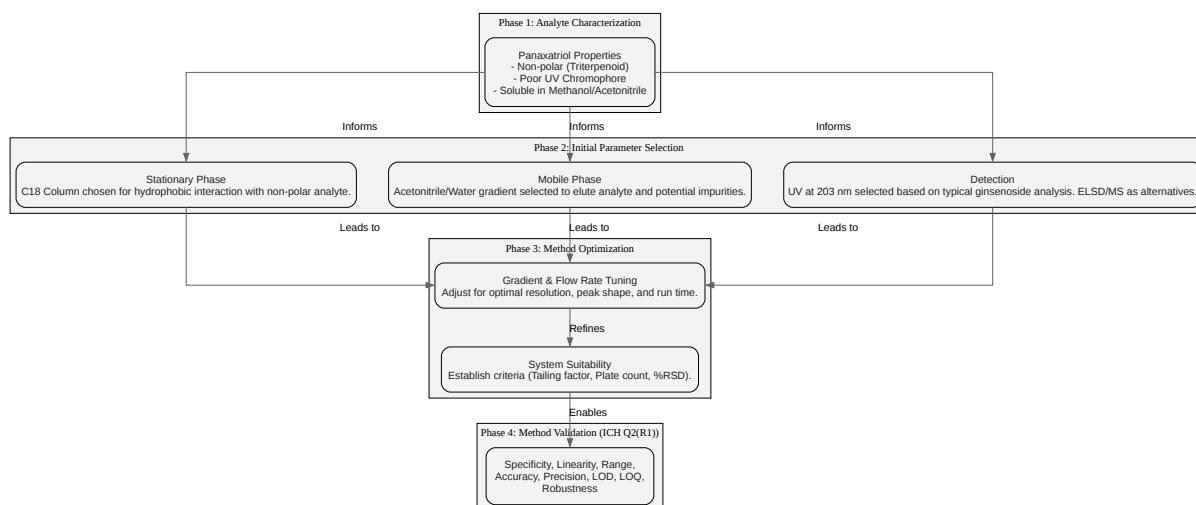 Phase 1: Analyte Characterization
Panaxatriol Properties
- Non-polar (Triterpenoid)
- Poor UV Chromophore
- Soluble in Methanol/Acetonitrile
Informs
Informs
Informs
Phase 2: Initial Parameter Selection
Stationary Phase
C18 Column chosen for hydrophobic interaction with non-polar analyte.
Mobile Phase
Acetonitrile/Water gradient selected to elute analyte and potential impurities.
Detection
UV at 203 nm selected based on typical ginsenoside analysis. ELSD/MS as alternatives.
Leads to
Leads to
Leads to
Phase 3: Method Optimization
Gradient & Flow Rate Tuning
Adjust for optimal resolution, peak shape, and run time.
Refines
System Suitability
Establish criteria (Tailing factor, Plate count, %RSD).
Enables
Phase 4: Method Validation (ICH Q2(R1))
Specificity, Linearity, Range,
Accuracy, Precision, LOD, LOQ,
Robustness